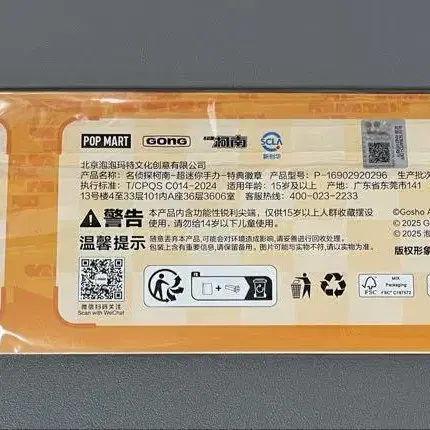 POP MART
GONG
柯南
SCLA
新创华
北京泡泡玛特文化创意有限公司
产品名称：名侦探柯南-超迷你手力-特典徽章 产品型号：P-16902920296 生产批次
执行标准：T/CPQS C014-2024 适用年龄：15岁及以上 产地：广东省东莞市141
13号楼4至33层101内A座36层3606室 服务热线：400-023-2233
警告
本产品内含功能性锐利尖端，仅供15岁以上人群收藏摆设
使用，请勿给14岁以下儿童使用。
©Gosho A
© 2025 Go
© 2025 泡
温馨提示
随意丢弃本产品，可能会对环境造成影响，请妥善进行回收处理。
包装上含有重要信息，请保留备用。图片可能与实物不符，请以实物为准。
版权形象
微信扫码关注
Scan with WeChat
FSC
MIX
Packaging
FSC® C187573
FSC